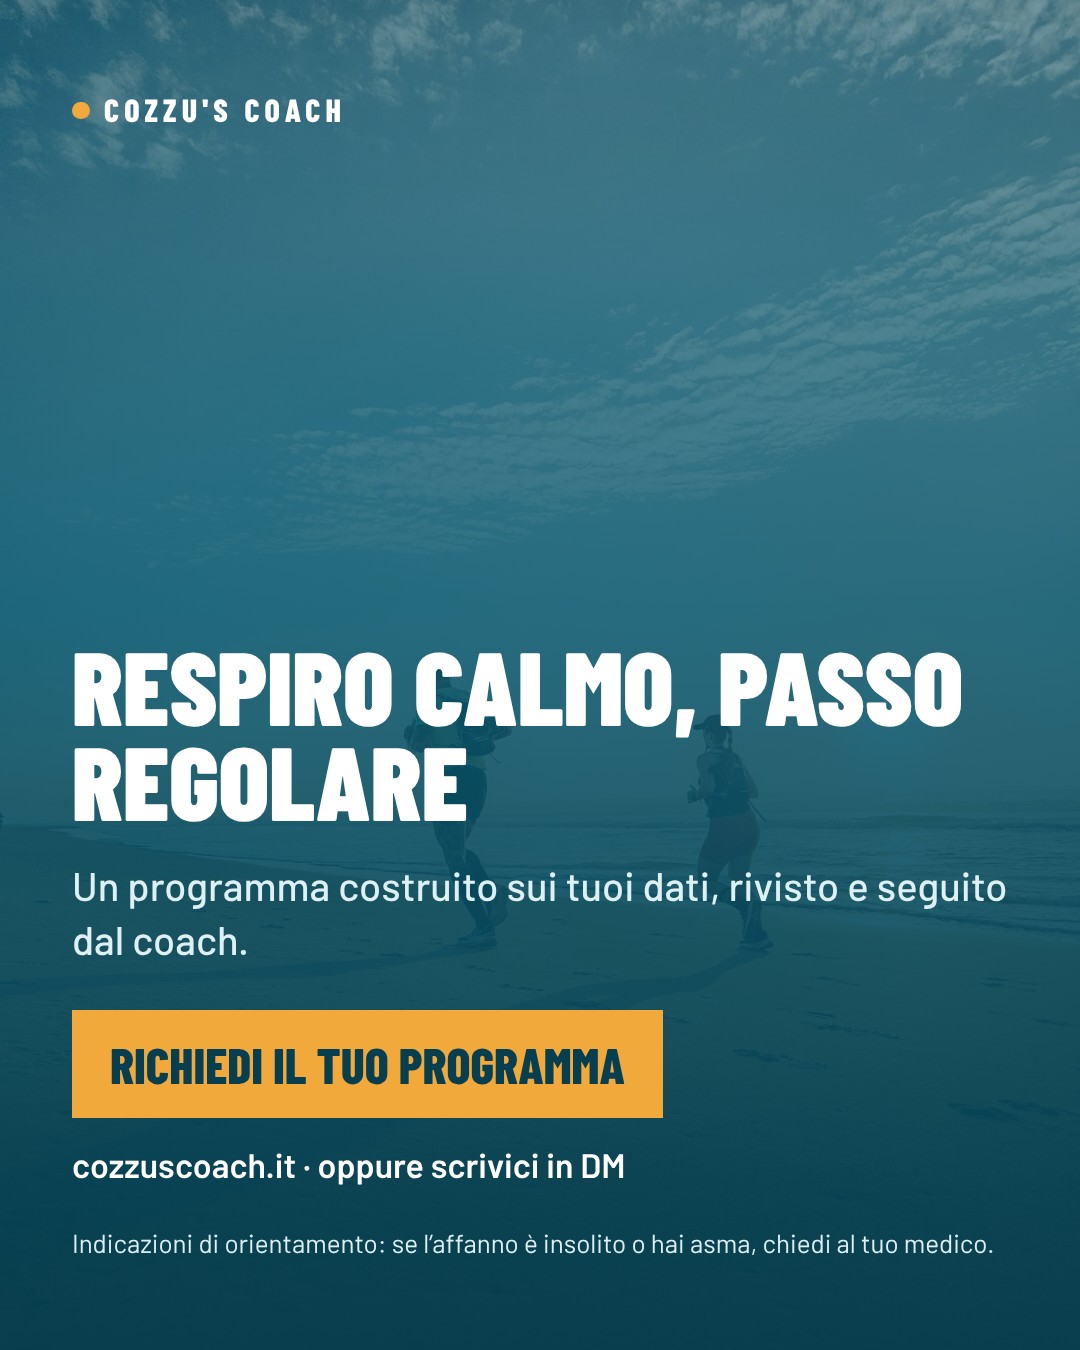 COZZU'S COACH
RESPIRO CALMO, PASSO
REGOLARE
Un programma costruito sui tuoi dati, rivisto e seguito
dal coach.
RICHIEDI IL TUO PROGRAMMA
cozzuscoach.it · oppure scrivici in DM
Indicazioni di orientamento: se l’affanno è insolito o hai asma, chiedi al tuo medico.